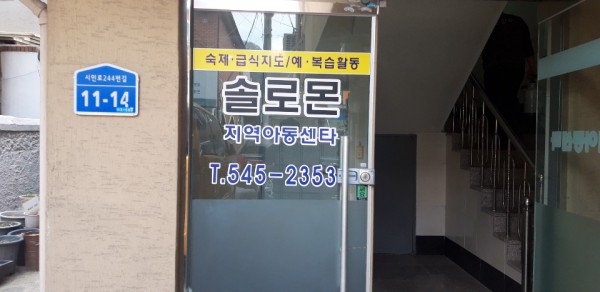 시민로244번길
11-14
숙제·급식지도/예·복습활동
솔로몬
지역아동센타
T.545-2353